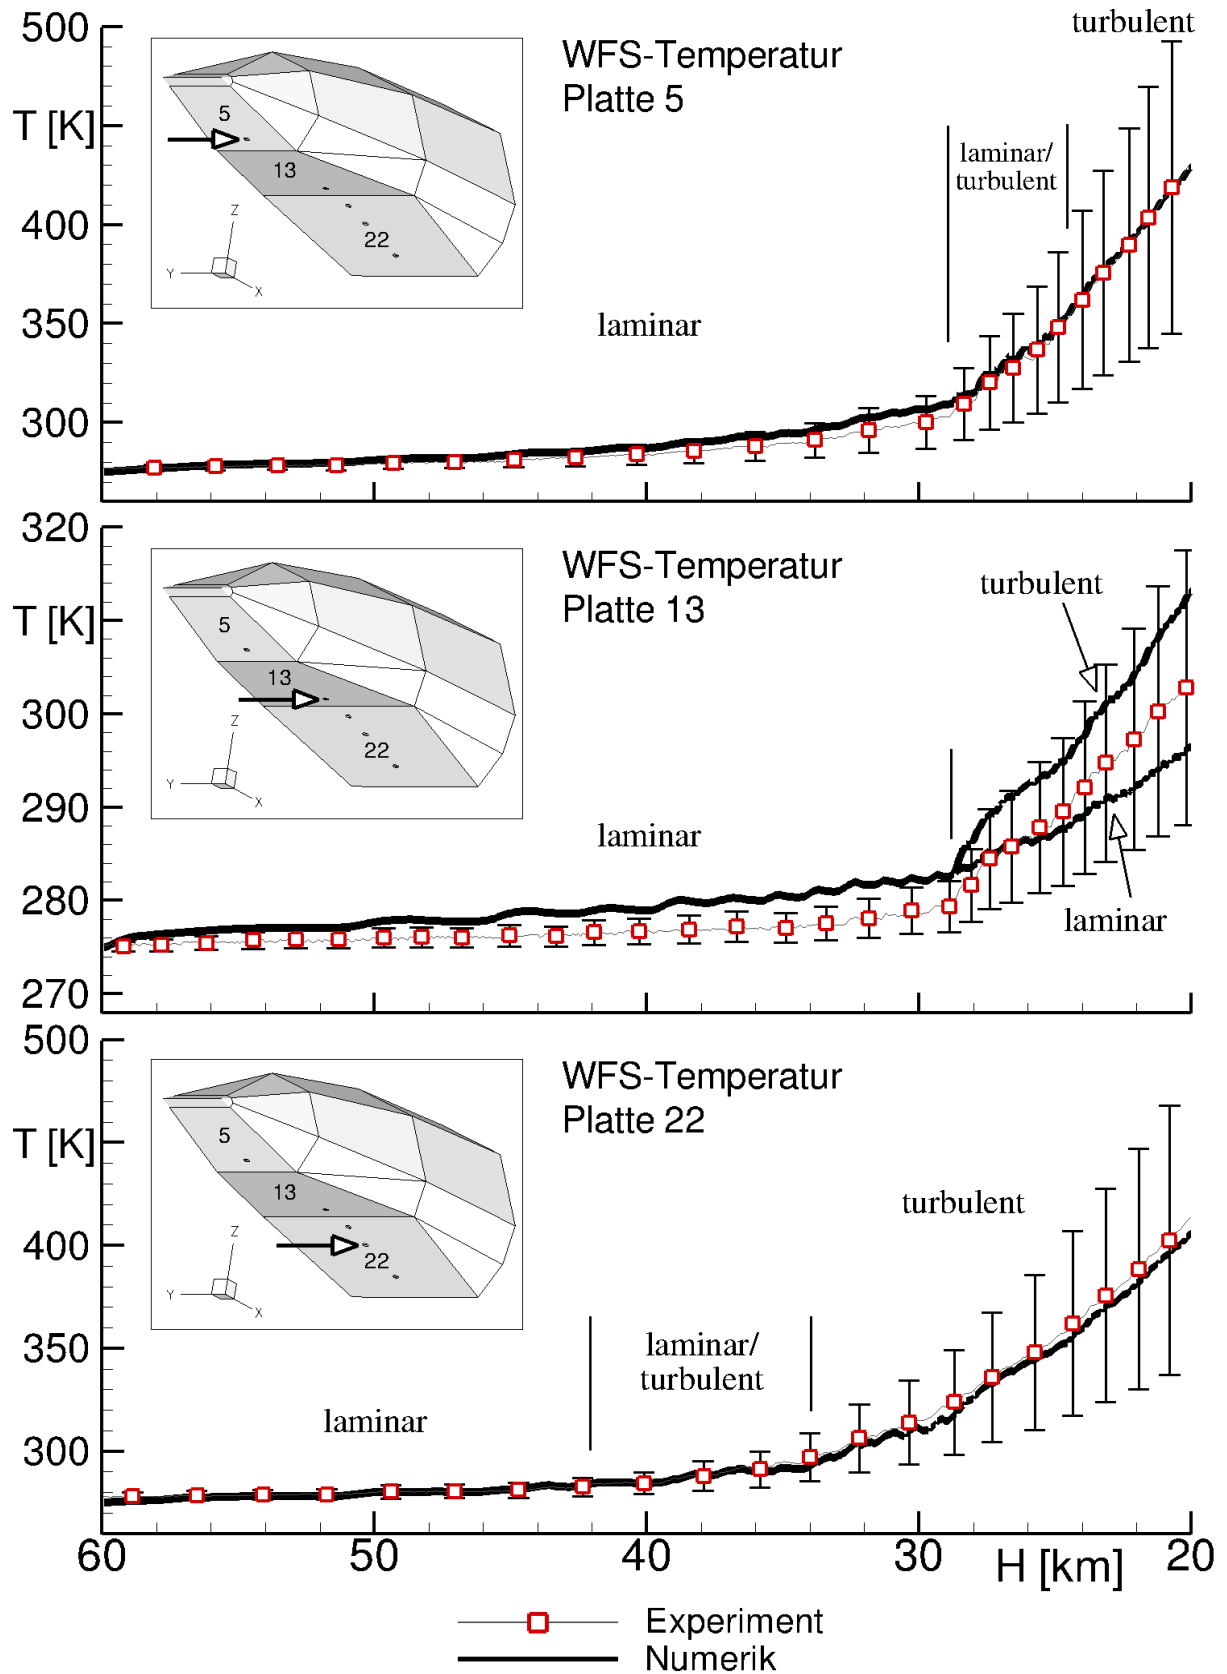 500
turbulent
WFS-Temperatur
Platte 5
T [K]
5
13
22
Z
Y
X
laminar/
turbulent
400
350
laminar
300
320
WFS-Temperatur
Platte 13
turbulent
T [K]
5
13
22
Z
Y
X
300
290
laminar
280
laminar
270
500
WFS-Temperatur
Platte 22
T [K]
5
13
22
Z
Y
X
turbulent
400
350
laminar/
turbulent
laminar
300
60
50
40
30
H [km]
20
Experiment
Numerik